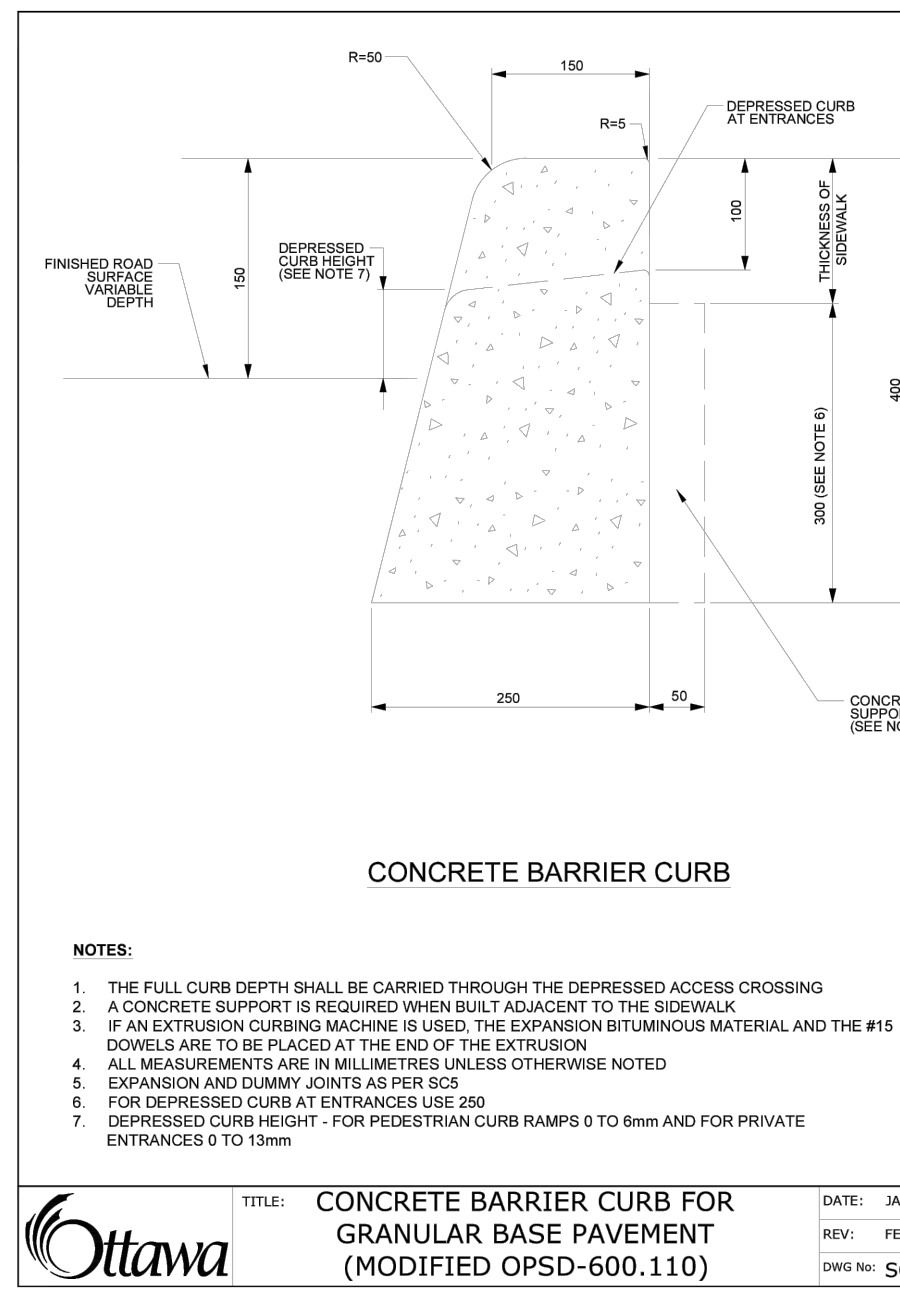 R=50
150
DEPRESSED CURB
AT ENTRANCES
R=5
100
THICKNESS OF
SIDEWALK
DEPRESSED
CURB HEIGHT
(SEE NOTE 7)
FINISHED ROAD
SURFACE
VARIABLE
DEPTH
150
400
300 (SEE NOTE 6)
250
50
CONCRETE BARRIER CURB
NOTES:
1. THE FULL CURB DEPTH SHALL BE CARRIED THROUGH THE DEPRESSED ACCESS CROSSING
2. A CONCRETE SUPPORT IS REQUIRED WHEN BUILT ADJACENT TO THE SIDEWALK
3. IF AN EXTRUSION CURBING MACHINE IS USED, THE EXPANSION BITUMINOUS MATERIAL AND THE #15
DOWELS ARE TO BE PLACED AT THE END OF THE EXTRUSION
4. ALL MEASUREMENTS ARE IN MILLIMETRES UNLESS OTHERWISE NOTED
5. EXPANSION AND DUMMY JOINTS AS PER SC5
6. FOR DEPRESSED CURB AT ENTRANCES USE 250
7. DEPRESSED CURB HEIGHT - FOR PEDESTRIAN CURB RAMPS 0 TO 6mm AND FOR PRIVATE
ENTRANCES 0 TO 13mm
Ottawa
TITLE:
CONCRETE BARRIER CURB FOR
GRANULAR BASE PAVEMENT
(MODIFIED OPSD-600.110)
DATE:
REV:
DWG No: